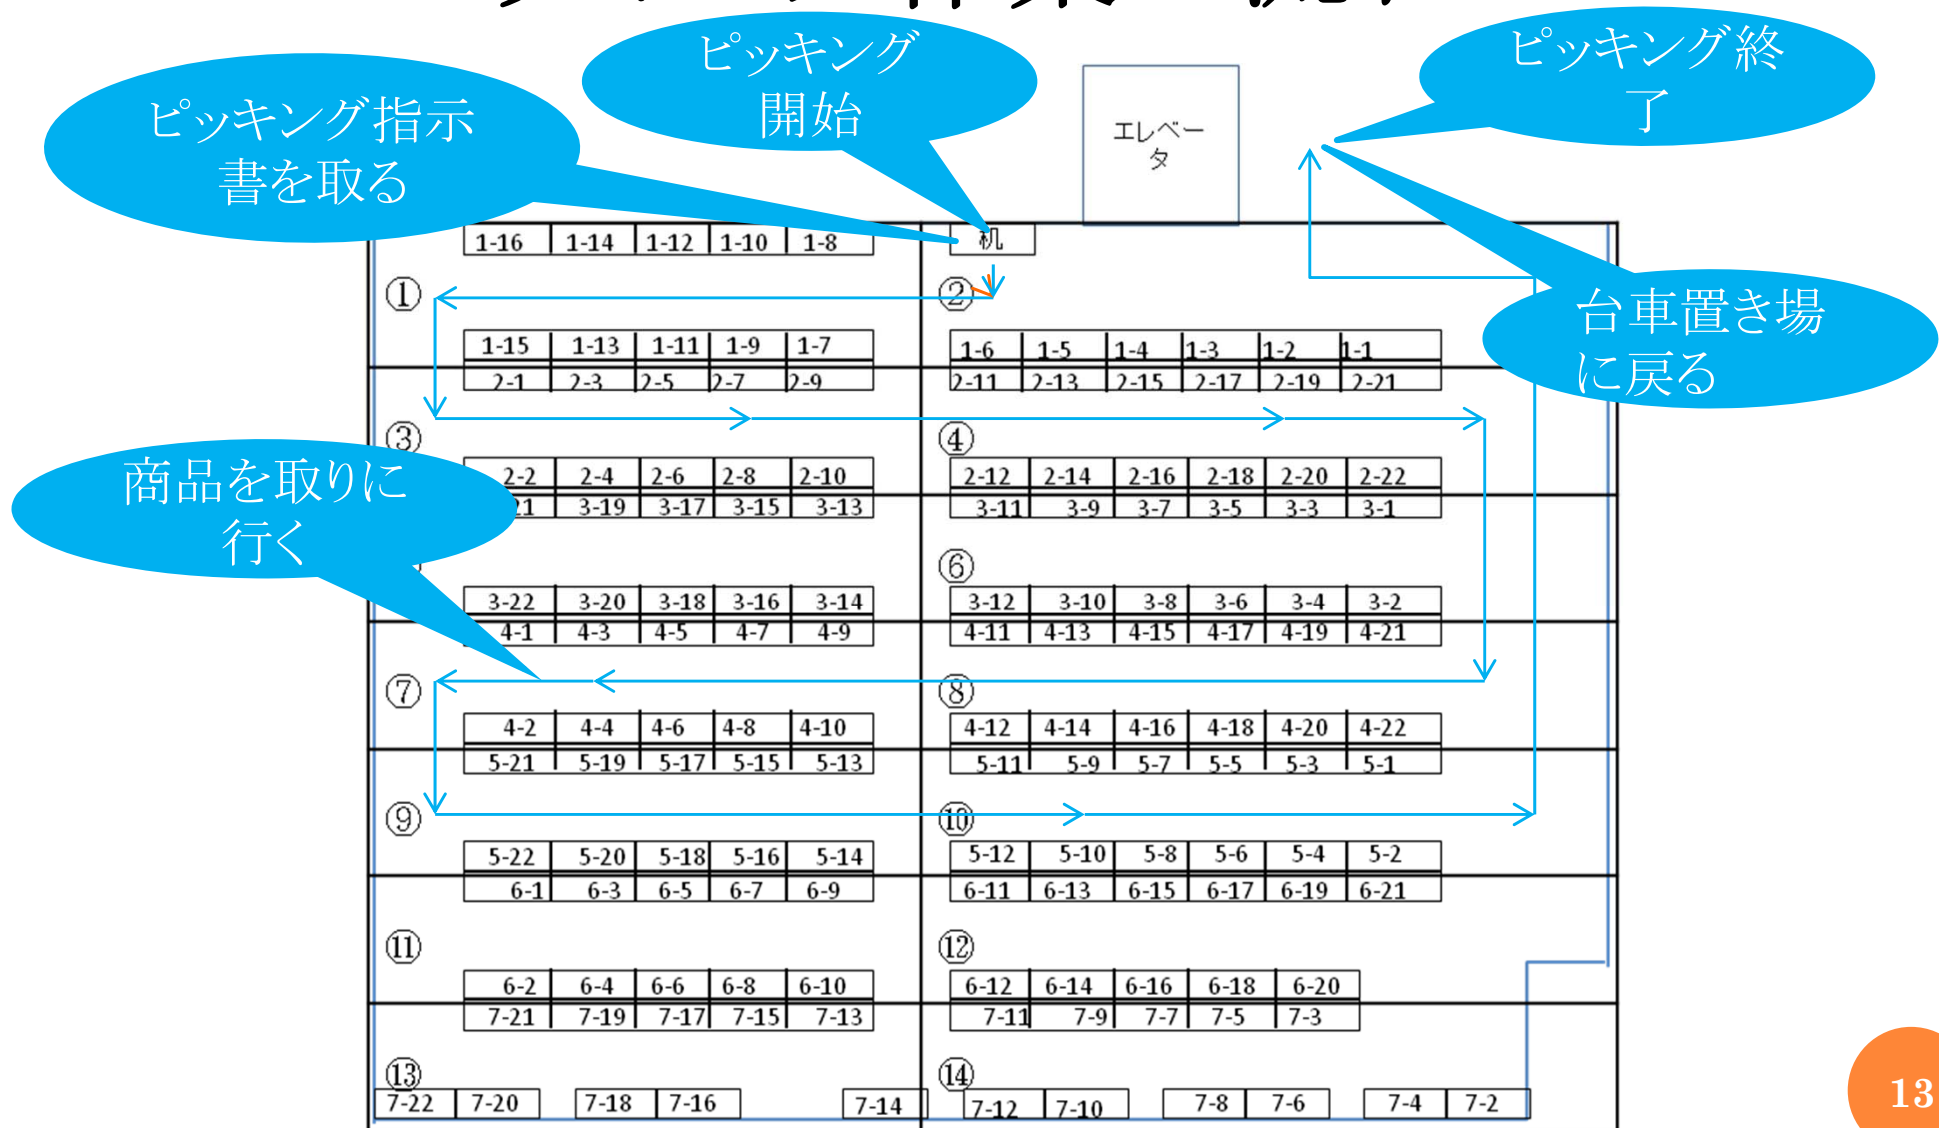 ピッキング
開始
ピッキング終
了
ピッキング指示
書を取る
エレベー
タ
1-16 1-14 1-12 1-10 1-8 机
① ②
台車置き場
に戻る
1-15 1-13 1-11 1-9 1-7 1-6 1-5 1-4 1-3 1-2 1-1
2-1 2-3 2-5 2-7 2-9 2-11 2-13 2-15 2-17 2-19 2-21
③ ④
商品を取りに
行く
2-2 2-4 2-6 2-8 2-10 2-12 2-14 2-16 2-18 2-20 2-22
21 3-19 3-17 3-15 3-13 3-11 3-9 3-7 3-5 3-3 3-1
⑥
3-22 3-20 3-18 3-16 3-14 3-12 3-10 3-8 3-6 3-4 3-2
4-1 4-3 4-5 4-7 4-9 4-11 4-13 4-15 4-17 4-19 4-21
⑦ ⑧
4-2 4-4 4-6 4-8 4-10 4-12 4-14 4-16 4-18 4-20 4-22
5-21 5-19 5-17 5-15 5-13 5-11 5-9 5-7 5-5 5-3 5-1
⑨ ⑩
5-22 5-20 5-18 5-16 5-14 5-12 5-10 5-8 5-6 5-4 5-2
6-1 6-3 6-5 6-7 6-9 6-11 6-13 6-15 6-17 6-19 6-21
⑪ ⑫
6-2 6-4 6-6 6-8 6-10 6-12 6-14 6-16 6-18 6-20
7-21 7-19 7-17 7-15 7-13 7-11 7-9 7-7 7-5 7-3
⑬ ⑭
7-22 7-20 7-18 7-16 7-14 7-12 7-10 7-8 7-6 7-4 7-2
13